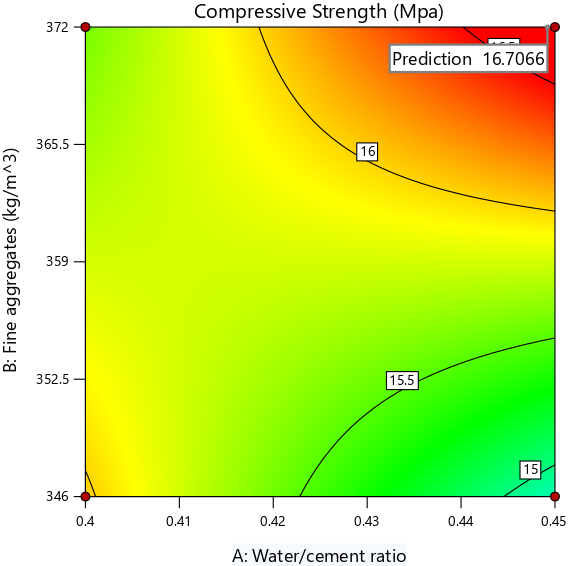 Compressive Strength (Mpa)
372
Prediction 16.7066
365.5
16
359
352.5
15.5
15
346
0.4 0.41 0.42 0.43 0.44 0.45
B: Fine aggregates (kg/m^3)
A: Water/cement ratio